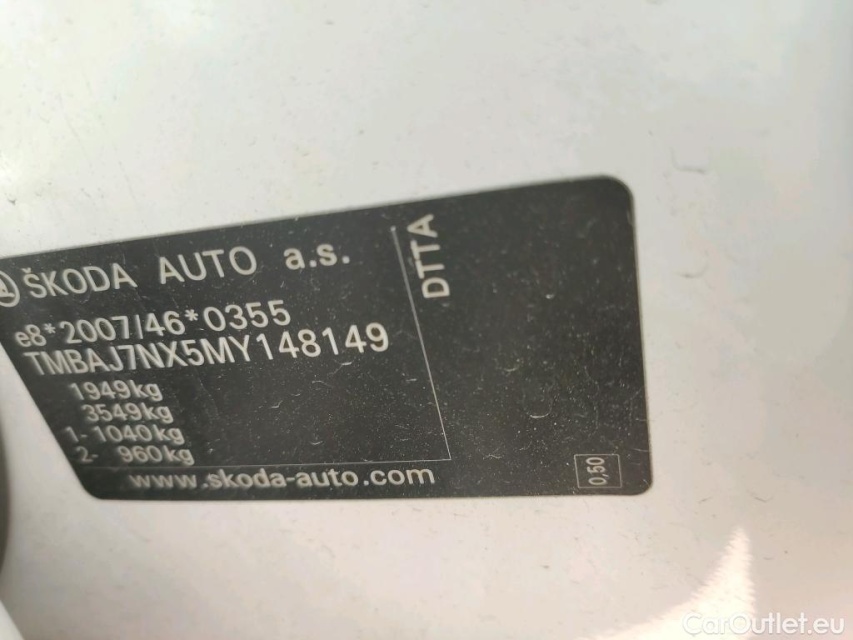 ŠKODA AUTO a.s.
e8*2007/46*0355
TMBAJ7NX5MY148149
1949kg
3549kg
1- 1040kg
2- 960kg
www.skoda-auto.com
DTTA
0,50
CarOutlet.eu